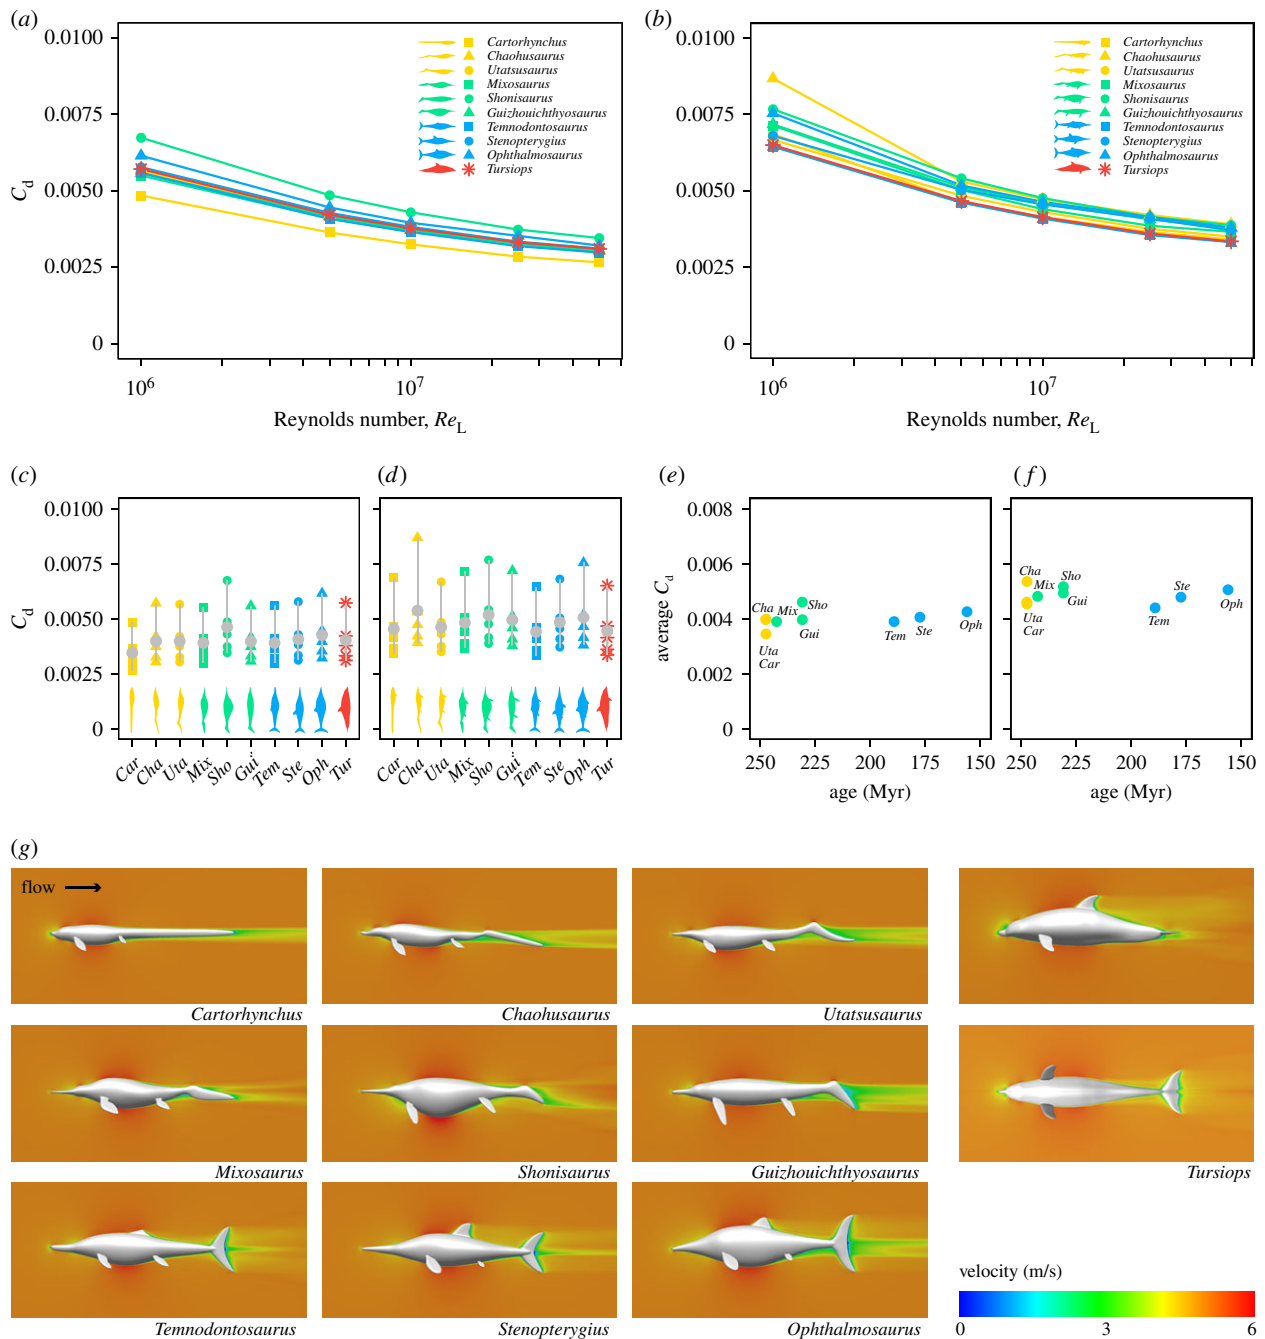 (a)
0.0100
0.0075
0.0050
0.0025
0
C_d
Cartorhynchus
Chaohusaurus
Utatsusaurus
Mixosaurus
Shonisaurus
Guizhouichthyosaurus
Temnodontosaurus
Stenopterygius
Ophthalmosaurus
Tursiops
10^6
10^7
Reynolds number, Re_L
(b)
0.0100
0.0075
0.0050
0.0025
0
Cartorhynchus
Chaohusaurus
Utatsusaurus
Mixosaurus
Shonisaurus
Guizhouichthyosaurus
Temnodontosaurus
Stenopterygius
Ophthalmosaurus
Tursiops
10^6
10^7
Reynolds number, Re_L
(c)
0.0100
0.0075
0.0050
0.0025
0
C_d
Car Cha Uta Mix Sho Gui Tem Ste Oph Tur
(d)
Car Cha Uta Mix Sho Gui Tem Ste Oph Tur
(e)
0.008
0.006
0.004
0.002
0
average C_d
Cha
Mix
Sho
Gui
Uta
Car
Tem
Ste
Oph
250 225 200 175 150
age (Myr)
(f)
Cha
Mix
Sho
Gui
Uta
Car
Tem
Ste
Oph
250 225 200 175 150
age (Myr)
(g)
flow
Cartorhynchus
Chaohusaurus
Utatsusaurus
Mixosaurus
Shonisaurus
Guizhouichthyosaurus
Tursiops
Temnodontosaurus
Stenopterygius
Ophthalmosaurus
velocity (m/s)
0 3 6